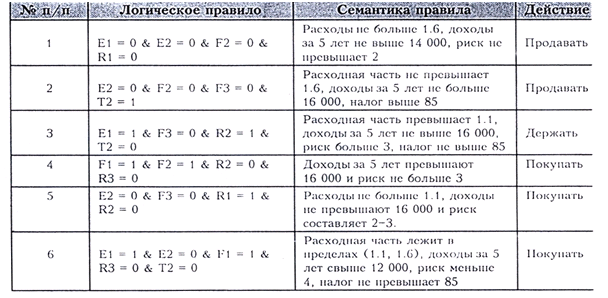 № п/п Логическое правило Семантика правила Действие
1 E1 = 0 & E2 = 0 & F2 = 0 & R1 = 0 Расходы не больше 1.6, доходы за 5 лет не выше 14 000, риск не превышает 2 Продавать
2 E2 = 0 & F2 = 0 & F3 = 0 & T2 = 1 Расходная часть не превышает 1.6, доходы за 5 лет не больше 16 000, налог выше 85 Продавать
3 E1 = 1 & F3 = 0 & R2 = 1 & T2 = 0 Расходная часть превышает 1.1, доходы за 5 лет не выше 16 000, риск больше 3, налог не выше 85 Держать
4 F1 = 1 & F2 = 1 & R2 = 0 & R3 = 0 Доходы за 5 лет превышают 16 000 и риск не больше 3 Покупать
5 E2 = 0 & F3 = 0 & R1 = 1 & R2 = 0 Расходы не больше 1.1, доходы не превышают 16 000 и риск составляет 2-3. Покупать
6 E1 = 1 & E2 = 0 & F1 = 1 & R3 = 0 & T2 = 0 Расходная часть лежит в пределах (1.1, 1.6), доходы за 5 лет свыше 12 000, риск меньше 4, налог не превышает 85 Покупать